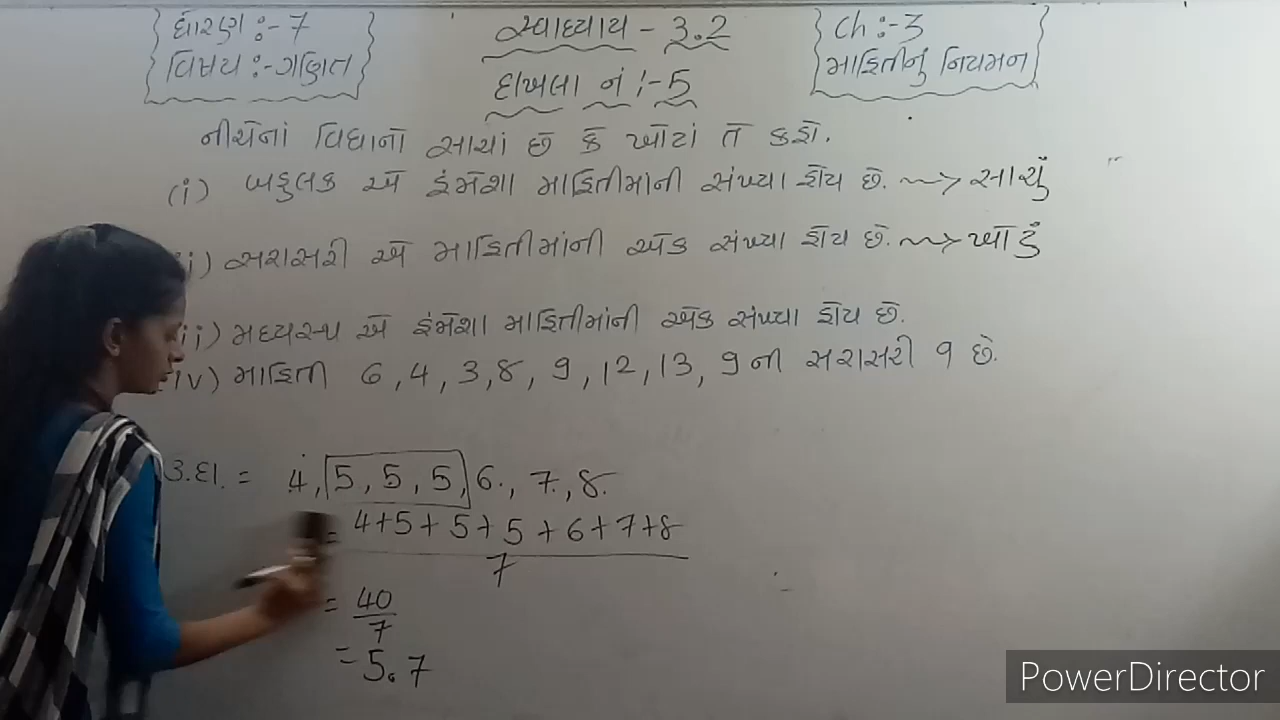 ધોરણ :- 7
વિષય :- ગણિત
સ્વાધ્યાય - 3.2
દાખલા નં :- 5
Ch :- 3
માહિતીનું નિયમન
નીચેનાં વિધાનો સાચાં છે કે ખોટાં તે કહો.
(i) બહુલક એ હંમેશા માહિતીમાંની સંખ્યા હોય છે. ⟿ સાચું
i) સરાસરી એ માહિતીમાંની એક સંખ્યા હોય છે. ⟿ ખોટું
ii) મધ્યસ્થ એ હંમેશા માહિતીમાંની એક સંખ્યા હોય છે.
iv) માહિતી 6, 4, 3, 8, 9, 12, 13, 9 ની સરાસરી 9 છે.
ઉ.દા. = 4, 5, 5, 5, 6., 7., 8.
= 4+5+5+5+6+7+8
7
= 40
7
= 5.7
PowerDirector